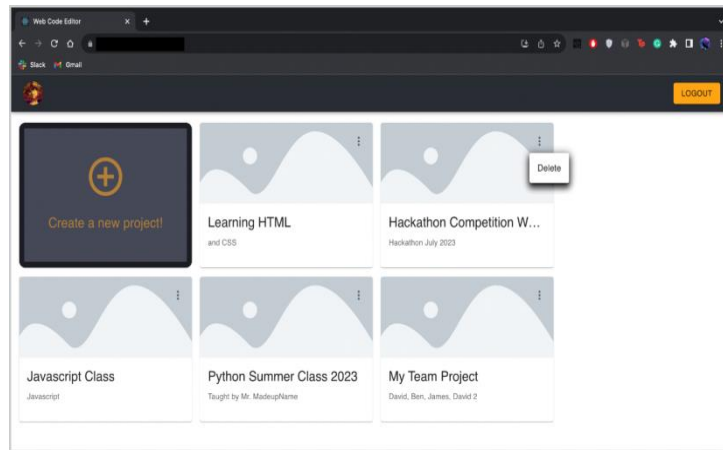 Web Code Editor
Slack
Gmail
LOGOUT
Create a new project!
Learning HTML
and CSS
Hackathon Competition W...
Hackathon July 2023
Delete
Javascript Class
Javascript
Python Summer Class 2023
Taught by Mr. MadeupName
My Team Project
David, Ben, James, David 2